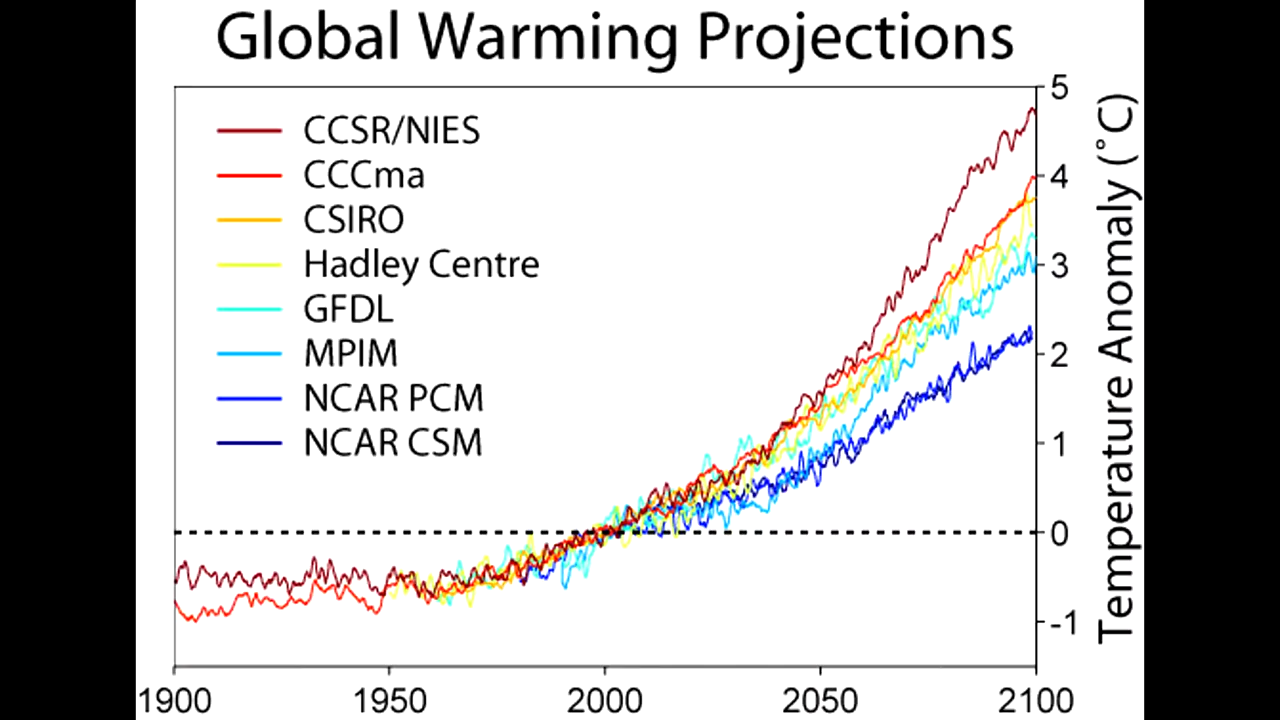 Global Warming Projections
CCSR/NIES
CCCma
CSIRO
Hadley Centre
GFDL
MPIM
NCAR PCM
NCAR CSM
5
4
3
2
1
0
-1
Temperature Anomaly (˚C)
1900 1950 2000 2050 2100